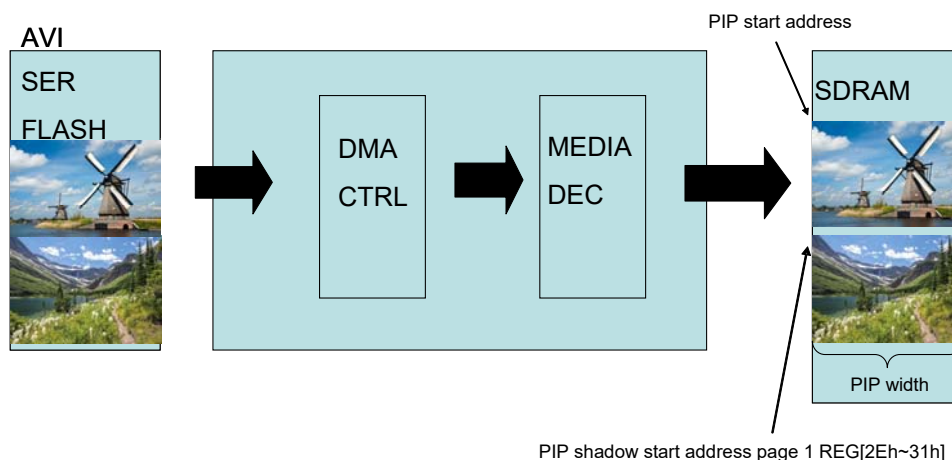 PIP start address
AVI
SER
FLASH
DMA
CTRL
MEDIA
DEC
SDRAM
PIP width
PIP shadow start address page 1 REG[2Eh~31h]